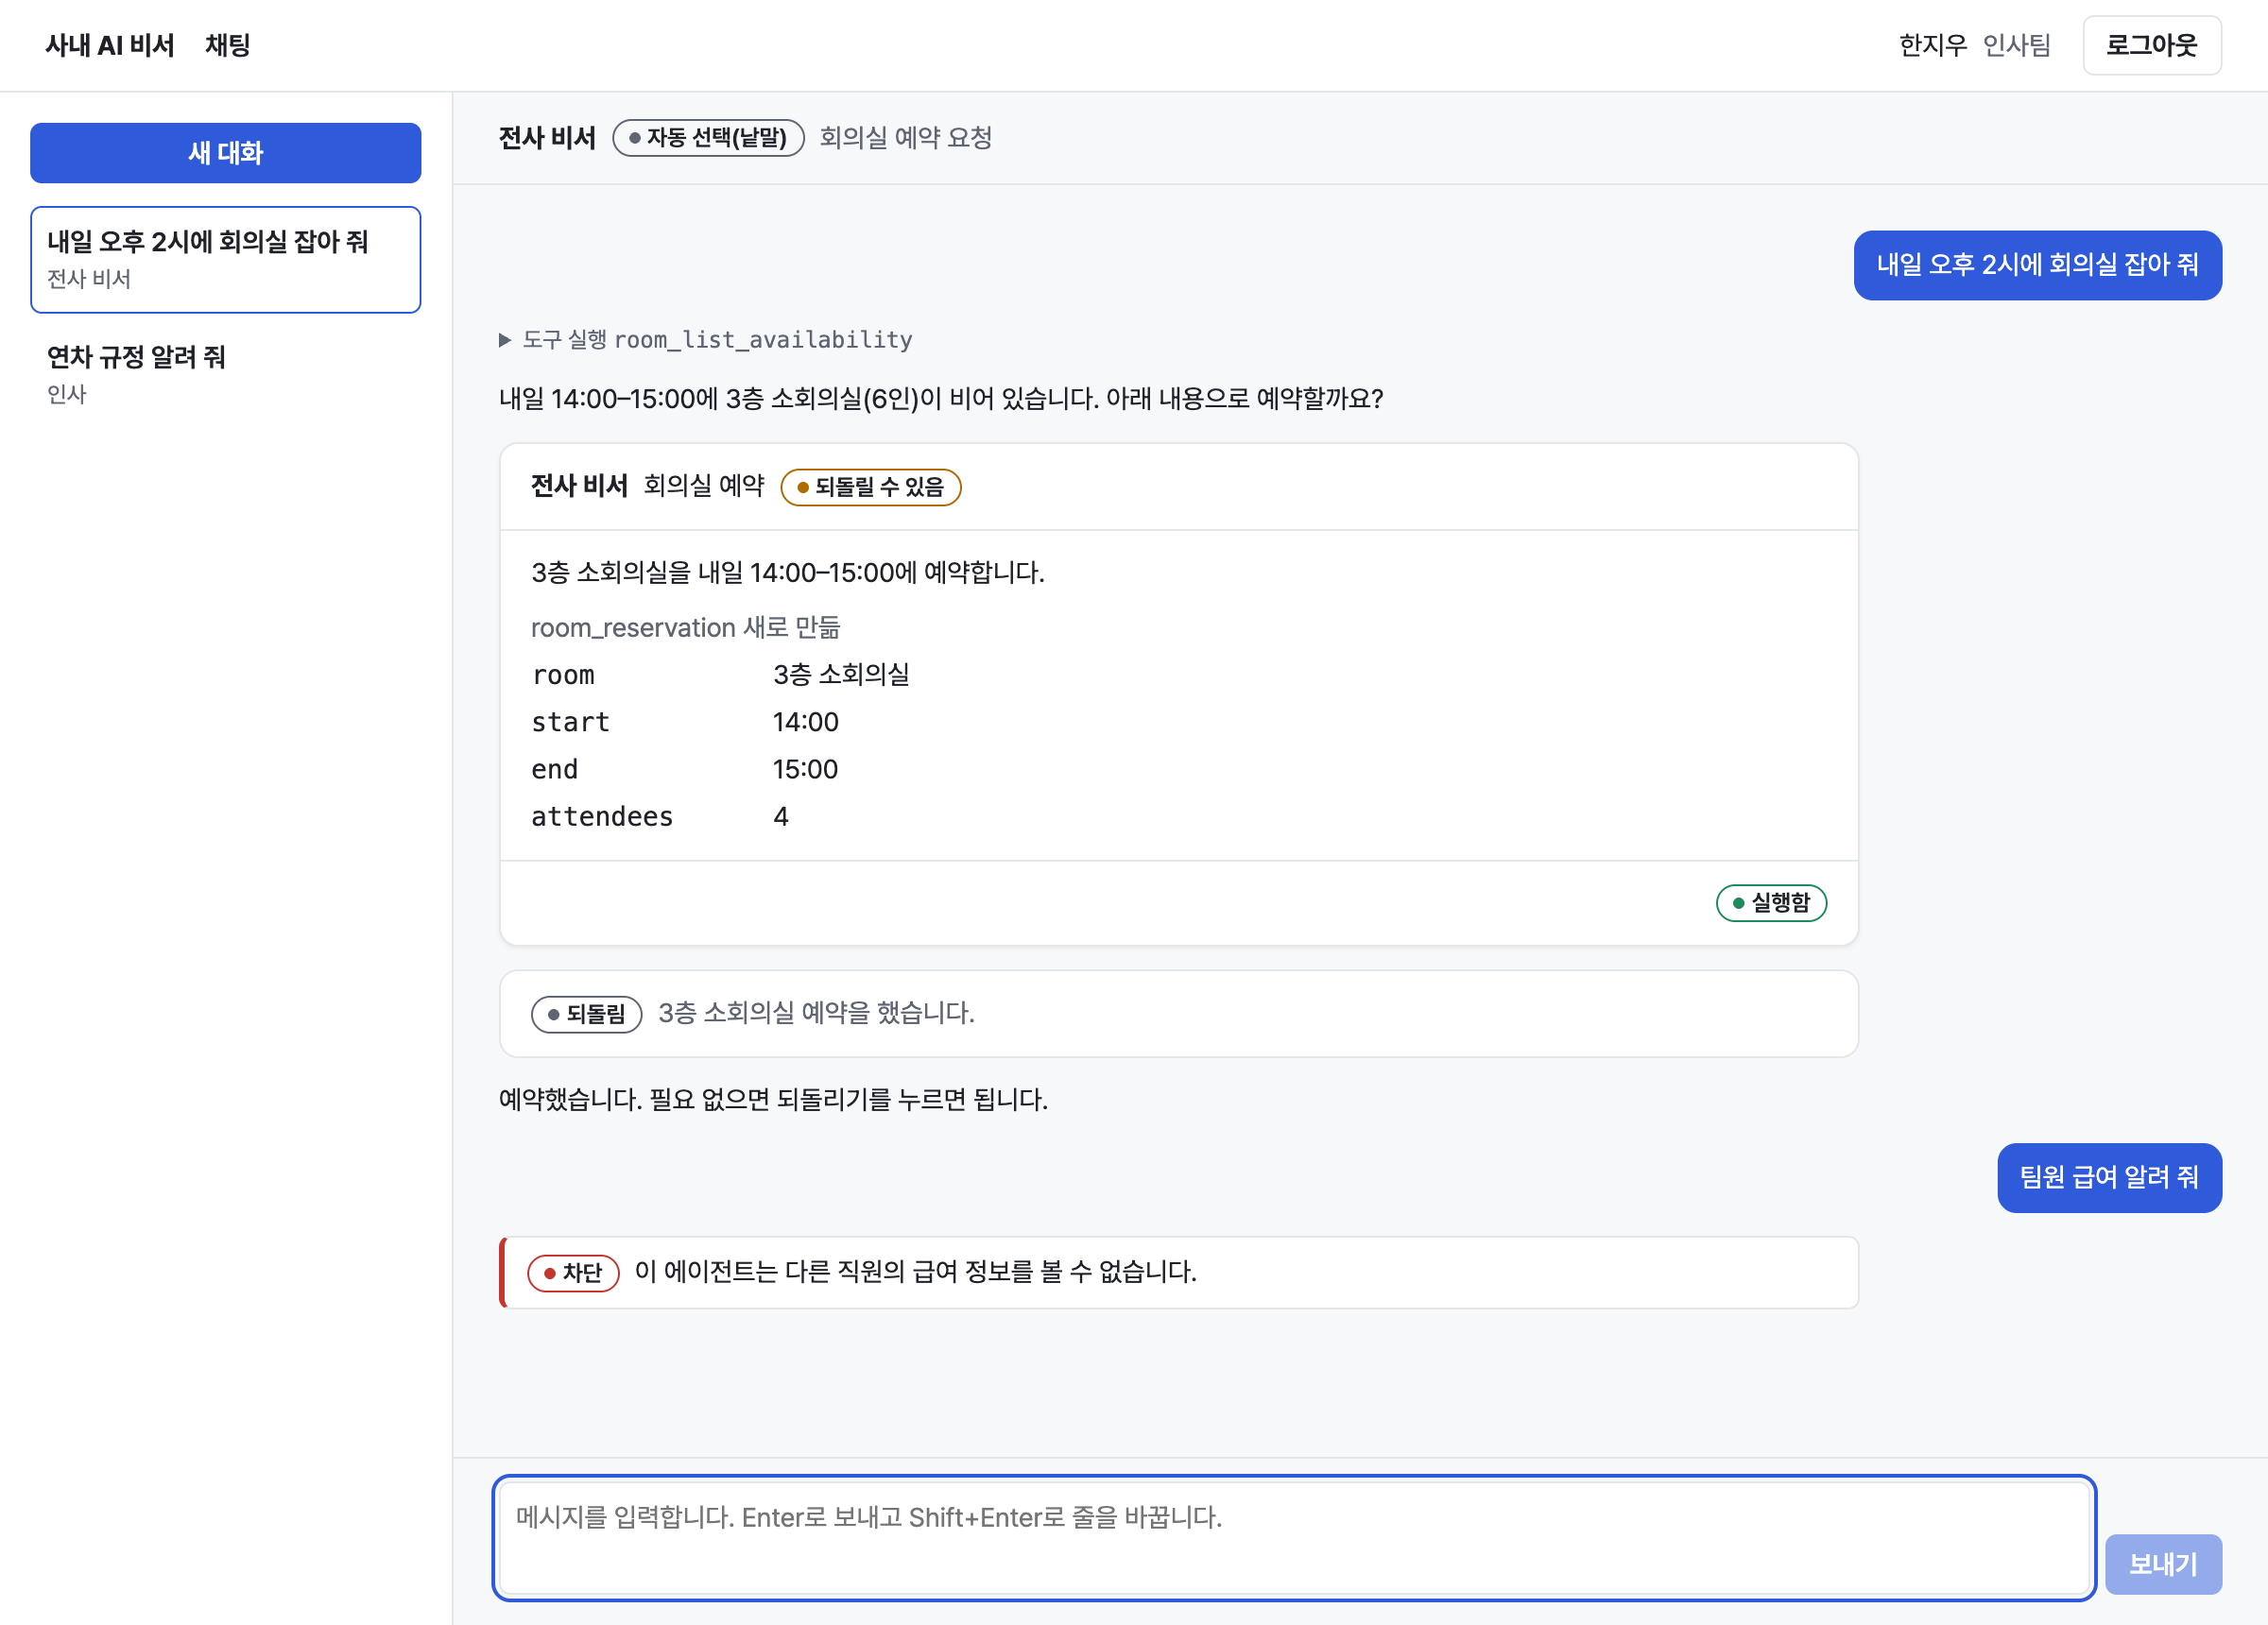 사내 AI 비서 채팅
한지우 인사팀 로그아웃
새 대화
내일 오후 2시에 회의실 잡아 줘
전사 비서
연차 규정 알려 줘
인사
전사 비서 자동 선택(낱말) 회의실 예약 요청
내일 오후 2시에 회의실 잡아 줘
▶ 도구 실행 room_list_availability
내일 14:00–15:00에 3층 소회의실(6인)이 비어 있습니다. 아래 내용으로 예약할까요?
전사 비서 회의실 예약 되돌릴 수 있음
3층 소회의실을 내일 14:00–15:00에 예약합니다.
room_reservation 새로 만듦
room 3층 소회의실
start 14:00
end 15:00
attendees 4
실행함
되돌림 3층 소회의실 예약을 했습니다.
예약했습니다. 필요 없으면 되돌리기를 누르면 됩니다.
팀원 급여 알려 줘
차단 이 에이전트는 다른 직원의 급여 정보를 볼 수 없습니다.
메시지를 입력합니다. Enter로 보내고 Shift+Enter로 줄을 바꿉니다.
보내기